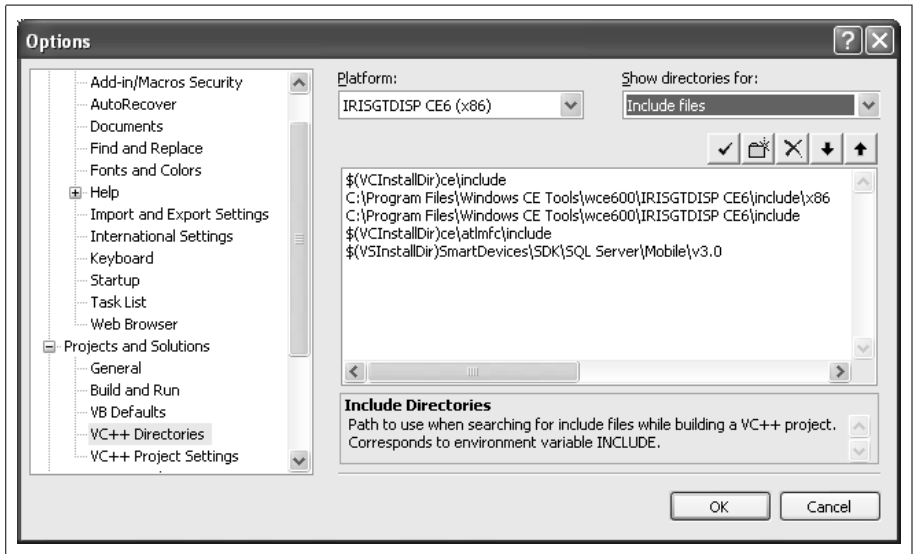 Options
Add-in/Macros Security
AutoRecover
Documents
Find and Replace
Fonts and Colors
Help
Import and Export Settings
International Settings
Keyboard
Startup
Task List
Web Browser
Projects and Solutions
General
Build and Run
VB Defaults
VC++ Directories
VC++ Project Settings
Platform:
IRISGTDISP CE6 (x86)
Show directories for:
Include files
$(VCInstallDir)ce\include
C:\Program Files\Windows CE Tools\wce600\IRISGTDISP CE6\include\x86
C:\Program Files\Windows CE Tools\wce600\IRISGTDISP CE6\include
$(VCInstallDir)ce\atlmfc\include
$(VSInstallDir)SmartDevices\SDK\SQL Server\Mobile\v3.0
Include Directories
Path to use when searching for include files while building a VC++ project.
Corresponds to environment variable INCLUDE.
OK
Cancel